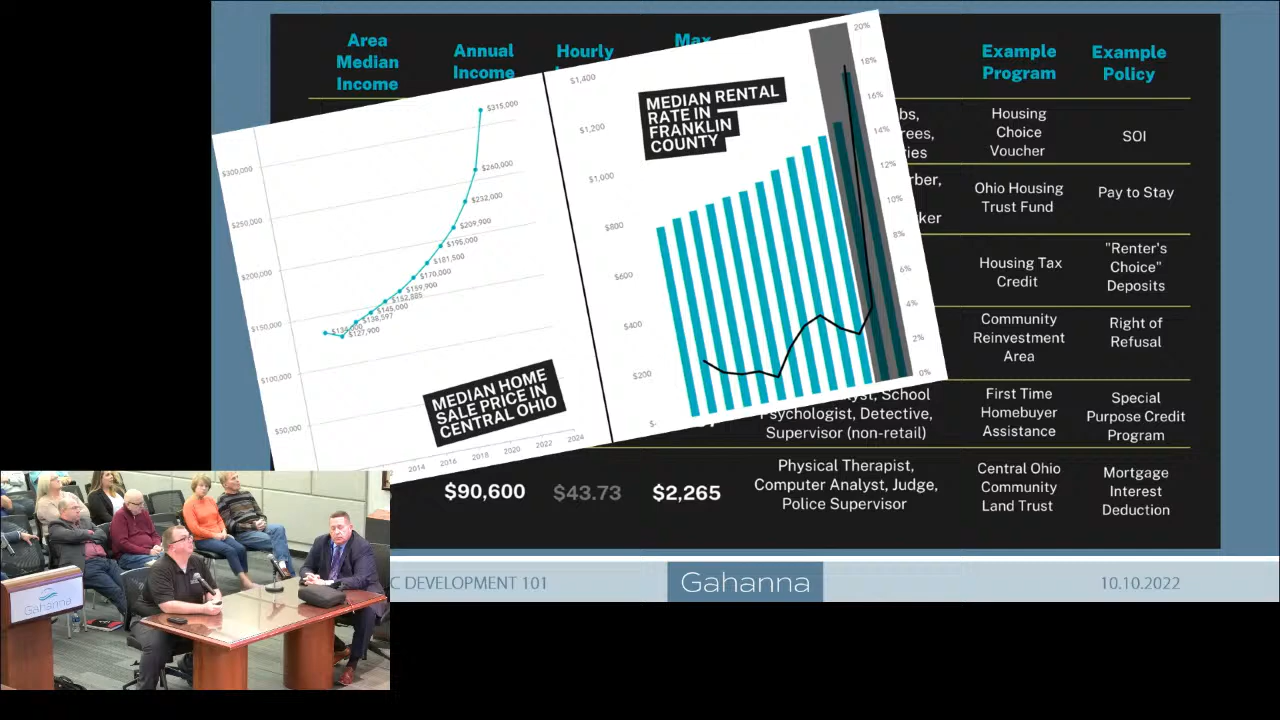 Area
Median
Income
Annual
Income
Hourly
Max
Example
Program
Example
Policy
Housing
Choice
Voucher
SOI
Ohio Housing
Trust Fund
Pay to Stay
Housing Tax
Credit
"Renter's
Choice"
Deposits
Community
Reinvestment
Area
Right of
Refusal
School
Psychologist, Detective,
Supervisor (non-retail)
First Time
Homebuyer
Assistance
Special
Purpose Credit
Program
$90,600
$43.73
$2,265
Physical Therapist,
Computer Analyst, Judge,
Police Supervisor
Central Ohio
Community
Land Trust
Mortgage
Interest
Deduction
$300,000
$250,000
$200,000
$150,000
$100,000
$50,000
$315,000
$260,000
$232,000
$209,900
$195,000
$181,500
$170,000
$159,900
$152,885
$145,000
$138,597
$127,900
MEDIAN HOME
SALE PRICE IN
CENTRAL OHIO
2014
2016
2018
2020
2022
2024
MEDIAN RENTAL
RATE IN
FRANKLIN
COUNTY
$1,400
$1,200
$1,000
$800
$600
$400
$200
$-
20%
18%
16%
14%
12%
10%
8%
6%
4%
2%
0%
C DEVELOPMENT 101
Gahanna
10.10.2022
Gahanna